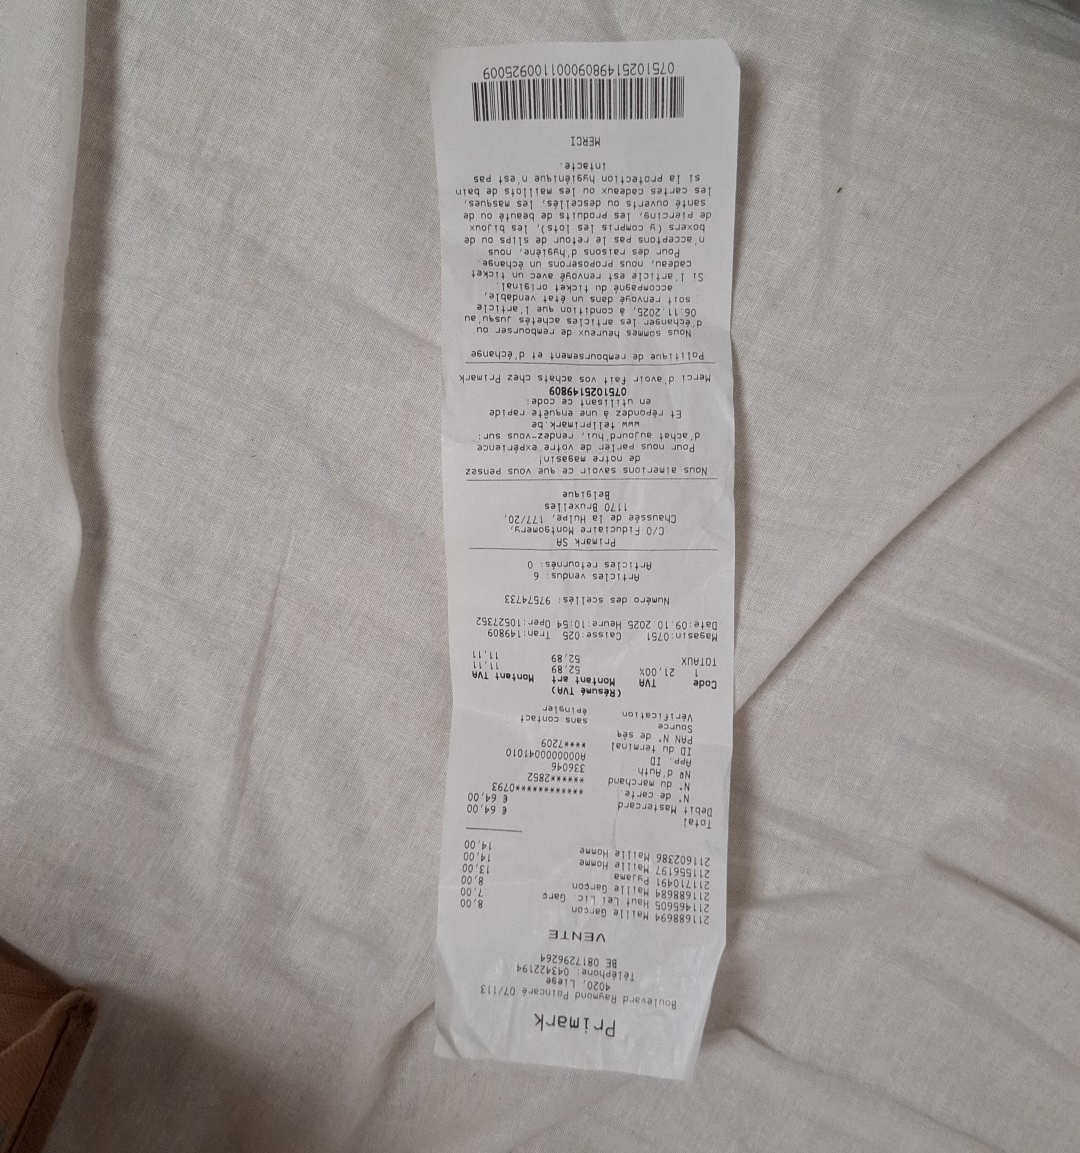 Primark
Boulevard Raymond Poincaré 07/113
4020, Liege
Téléphone: 043422194
BE 0817296264
VENTE
211688694 Maille Garçon 8,00
211465605 Haut Lei Lic Garç 7,00
211688684 Maille Garçon 8,00
211710491 Pyjama 13,00
211556197 Maille Homme 14,00
211602386 Maille Homme 14,00
Total € 64,00
Debit Mastercard € 64,00
N° de carte ************0793
N° du marchand ******2852
Nº d'Auth 336046
App. ID A0000000041010
ID du terminal ****7209
PAN N° de séq
Source sans contact
Vérification épingler
(Résumé TVA)
Code TVA Montant art Montant TVA
1 21,00% 52,89 11,11
TOTAUX 52,89 11,11
Magasin:0751 Caisse:025 Tran:149809
Date:09.10.2025 Heure:10:54 Oper:10527352
Numéro des scellés: 97574733
Articles vendus: 6
Articles retournés: 0
Primark SA
C/O Fiduciaire Montgomery,
Chaussée de la Hulpe, 177/20,
1170 Bruxelles
Belgique
Nous aimerions savoir ce que vous pensez
de notre magasin!
Pour nous parler de votre expérience
d'achat aujourd'hui, rendez-vous sur:
www.tellprimark.be
Et répondez à une enquête rapide
en utilisant ce code:
0751025149809
Merci d'avoir fait vos achats chez Primark
Politique de remboursement et d'échange
Nous sommes heureux de rembourser ou
d'échanger les articles achetés jusqu'au
06.11.2025, à condition que l'article
soit renvoyé dans un état vendable,
accompagné du ticket original.
Si l'article est renvoyé avec un ticket
cadeau, nous proposerons un échange.
Pour des raisons d'hygiène, nous
n'acceptons pas le retour de slips ou de
boxers (y compris les lots), les bijoux
de piercing, les produits de beauté ou de
santé ouverts ou descellés, les masques,
les cartes cadeaux ou les maillots de bain
si la protection hygiénique n'est pas
intacte.
MERCI
0751025149809000110009250​09